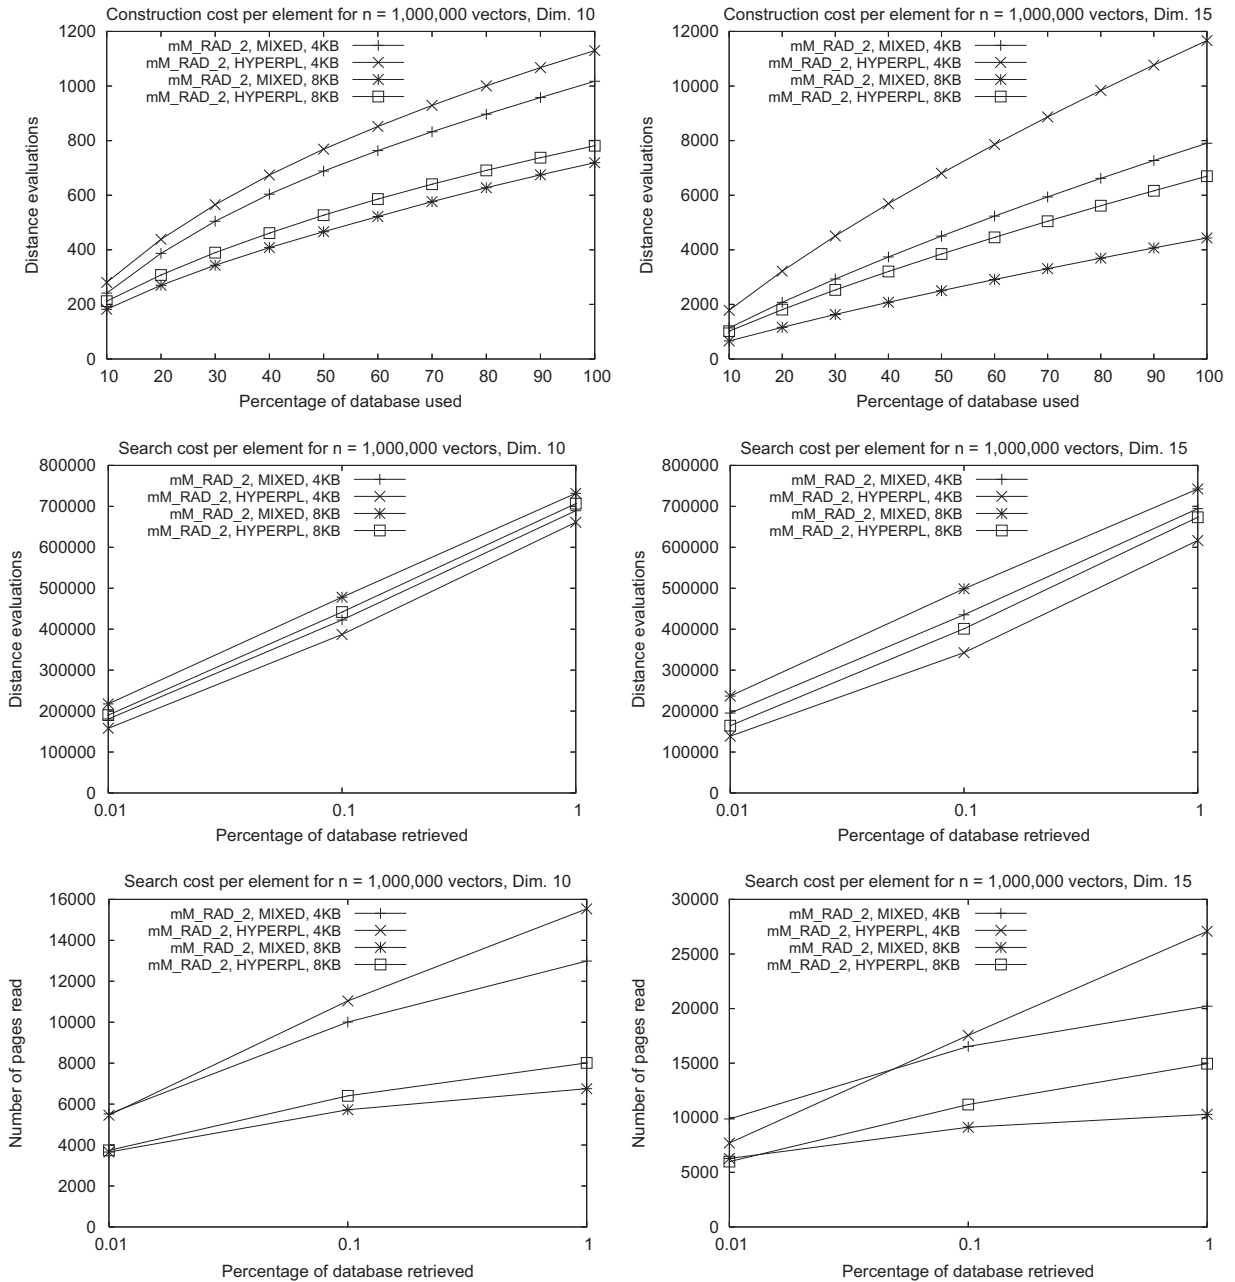 Construction cost per element for n = 1,000,000 vectors, Dim. 10
1200
1000
800
600
400
200
0
mM_RAD_2, MIXED, 4KB
mM_RAD_2, HYPERPL, 4KB
mM_RAD_2, MIXED, 8KB
mM_RAD_2, HYPERPL, 8KB
Distance evaluations
10 20 30 40 50 60 70 80 90 100
Percentage of database used
Construction cost per element for n = 1,000,000 vectors, Dim. 15
12000
10000
8000
6000
4000
2000
0
mM_RAD_2, MIXED, 4KB
mM_RAD_2, HYPERPL, 4KB
mM_RAD_2, MIXED, 8KB
mM_RAD_2, HYPERPL, 8KB
Distance evaluations
10 20 30 40 50 60 70 80 90 100
Percentage of database used
Search cost per element for n = 1,000,000 vectors, Dim. 10
800000
700000
600000
500000
400000
300000
200000
100000
0
mM_RAD_2, MIXED, 4KB
mM_RAD_2, HYPERPL, 4KB
mM_RAD_2, MIXED, 8KB
mM_RAD_2, HYPERPL, 8KB
Distance evaluations
0.01 0.1 1
Percentage of database retrieved
Search cost per element for n = 1,000,000 vectors, Dim. 15
800000
700000
600000
500000
400000
300000
200000
100000
0
mM_RAD_2, MIXED, 4KB
mM_RAD_2, HYPERPL, 4KB
mM_RAD_2, MIXED, 8KB
mM_RAD_2, HYPERPL, 8KB
Distance evaluations
0.01 0.1 1
Percentage of database retrieved
Search cost per element for n = 1,000,000 vectors, Dim. 10
16000
14000
12000
10000
8000
6000
4000
2000
0
mM_RAD_2, MIXED, 4KB
mM_RAD_2, HYPERPL, 4KB
mM_RAD_2, MIXED, 8KB
mM_RAD_2, HYPERPL, 8KB
Number of pages read
0.01 0.1 1
Percentage of database retrieved
Search cost per element for n = 1,000,000 vectors, Dim. 15
30000
25000
20000
15000
10000
5000
0
mM_RAD_2, MIXED, 4KB
mM_RAD_2, HYPERPL, 4KB
mM_RAD_2, MIXED, 8KB
mM_RAD_2, HYPERPL, 8KB
Number of pages read
0.01 0.1 1
Percentage of database retrieved